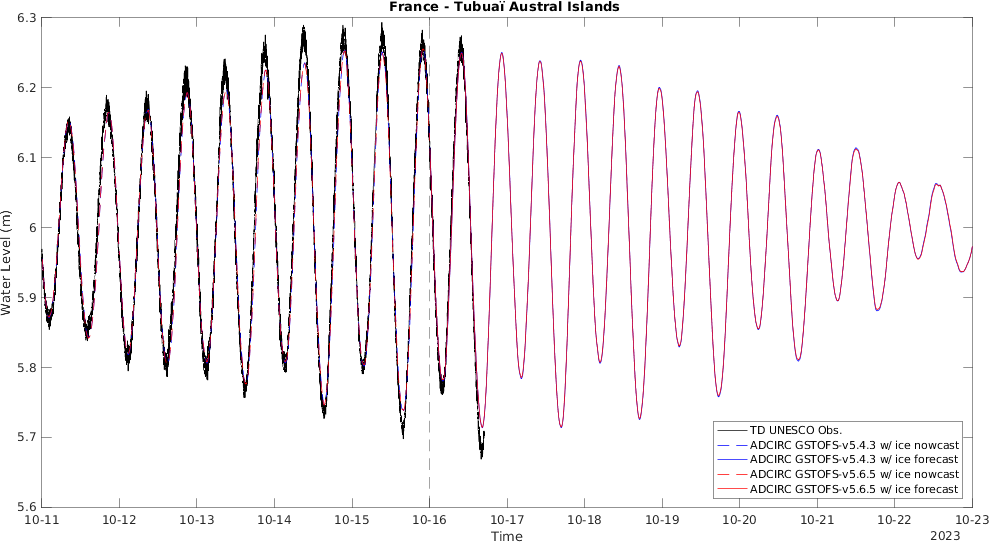 France - Tubuaï Austral Islands
Water Level (m)
6.3
6.2
6.1
6
5.9
5.8
5.7
5.6
TD UNESCO Obs.
ADCIRC GSTOFS-v5.4.3 w/ ice nowcast
ADCIRC GSTOFS-v5.4.3 w/ ice forecast
ADCIRC GSTOFS-v5.6.5 w/ ice nowcast
ADCIRC GSTOFS-v5.6.5 w/ ice forecast
10-11 10-12 10-13 10-14 10-15 10-16 10-17 10-18 10-19 10-20 10-21 10-22 10-23
Time
2023